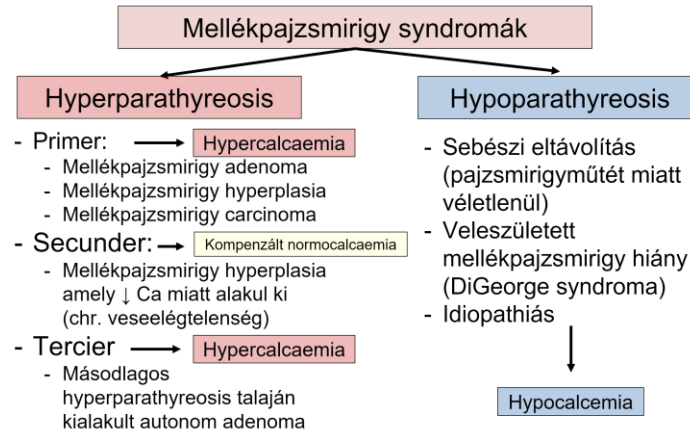 Mellékpajzsmirigy syndromák
Hyperparathyreosis
- Primer:
Hypercalcaemia
- Mellékpajzsmirigy adenoma
- Mellékpajzsmirigy hyperplasia
- Mellékpajzsmirigy carcinoma
- Secunder:
Kompenzált normocalcaemia
- Mellékpajzsmirigy hyperplasia
amely ↓ Ca miatt alakul ki
(chr. veseelégtelenség)
- Tercier
Hypercalcaemia
- Másodlagos
hyperparathyreosis talaján
kialakult autonom adenoma
Hypoparathyreosis
- Sebészi eltávolítás
(pajzsmirigyműtét miatt
véletlenül)
- Veleszületett
mellékpajzsmirigy hiány
(DiGeorge syndroma)
- Idiopathiás
Hypocalcemia